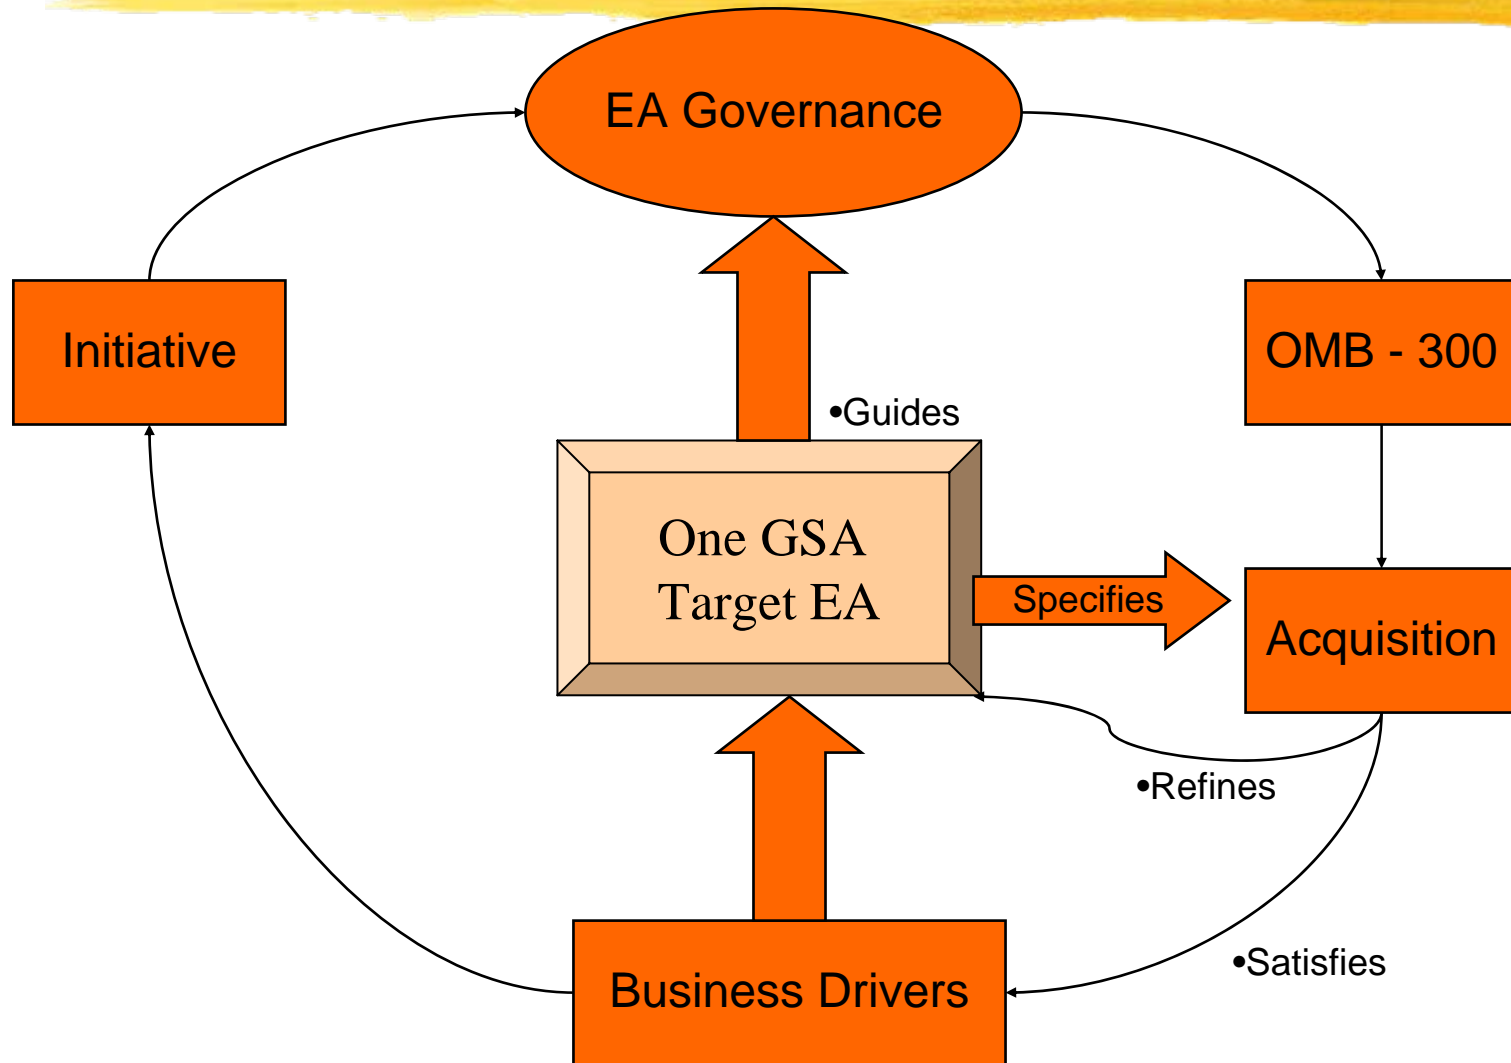 EA Governance
Initiative
OMB - 300
•Guides
One GSA
Target EA
Specifies
Acquisition
•Refines
•Satisfies
Business Drivers